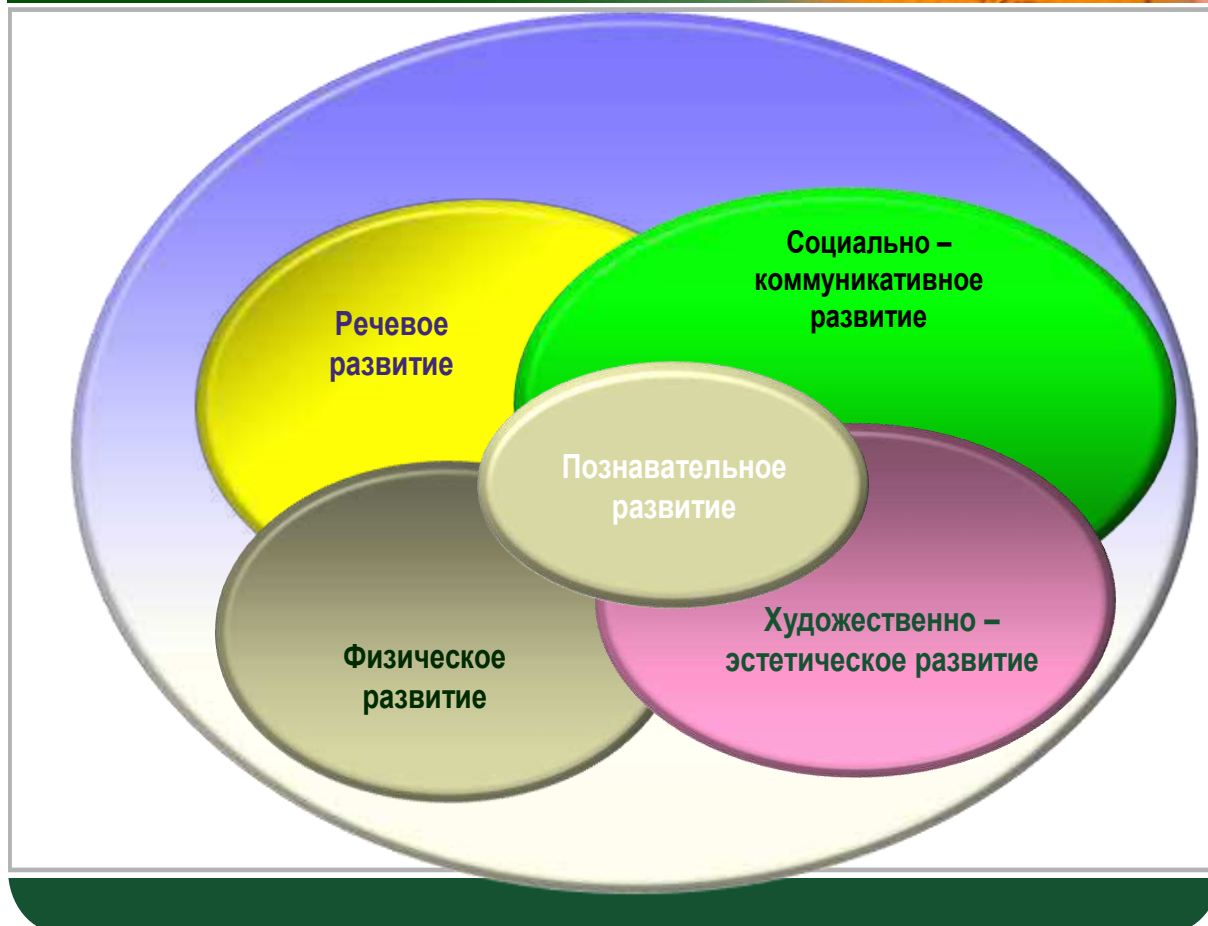 Речевое
развитие
Социально –
коммуникативное
развитие
Познавательное
развитие
Физическое
развитие
Художественно –
эстетическое развитие